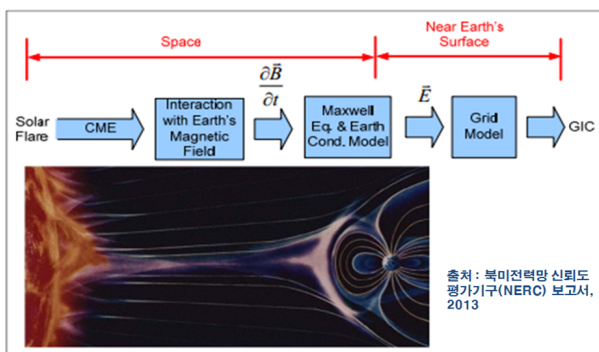 Space
Near Earth's
Surface
∂B⃗
∂t
E⃗
Solar
Flare
CME
Interaction
with Earth's
Magnetic
Field
Maxwell
Eq. & Earth
Cond. Model
Grid
Model
GIC
출처 : 북미전력망 신뢰도
평가기구(NERC) 보고서,
2013